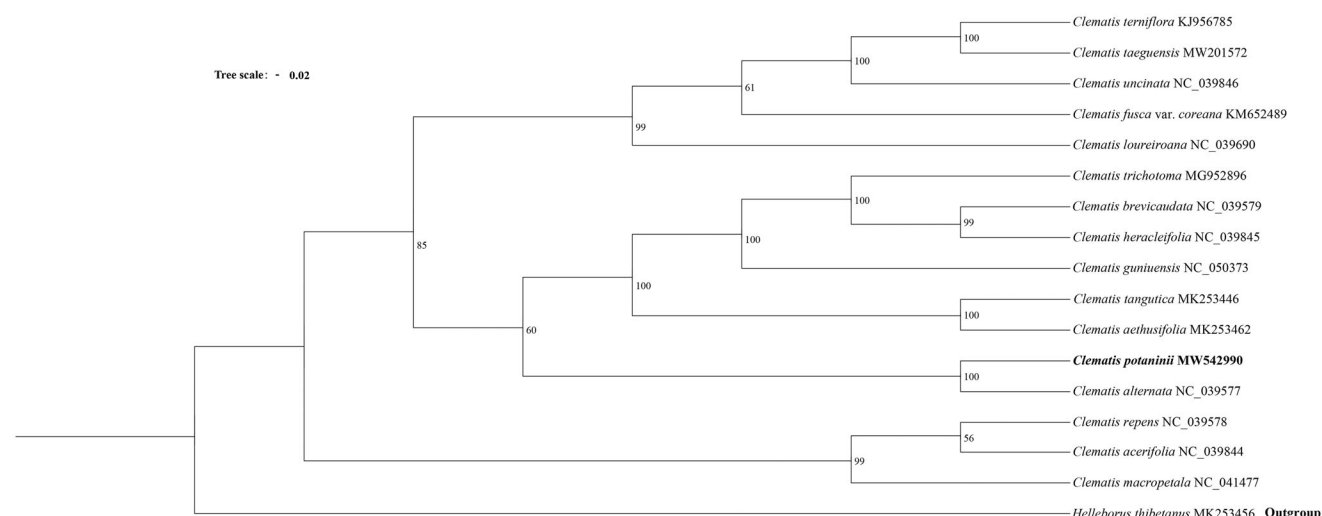 Clematis terniflora KJ956785
100
Clematis taeguensis MW201572
Tree scale: - 0.02
100
Clematis uncinata NC_039846
61
Clematis fusca var. coreana KM652489
99
Clematis loureiroana NC_039690
Clematis trichotoma MG952896
100
Clematis brevicaudata NC_039579
99
Clematis heracleifolia NC_039845
100
85
Clematis guniuensis NC_050373
100
Clematis tangutica MK253446
100
60
Clematis aethusifolia MK253462
Clematis potaninii MW542990
100
Clematis alternata NC_039577
Clematis repens NC_039578
56
Clematis acerifolia NC_039844
99
Clematis macropetala NC_041477
Helleborus thibetanus MK253456 Outgroup